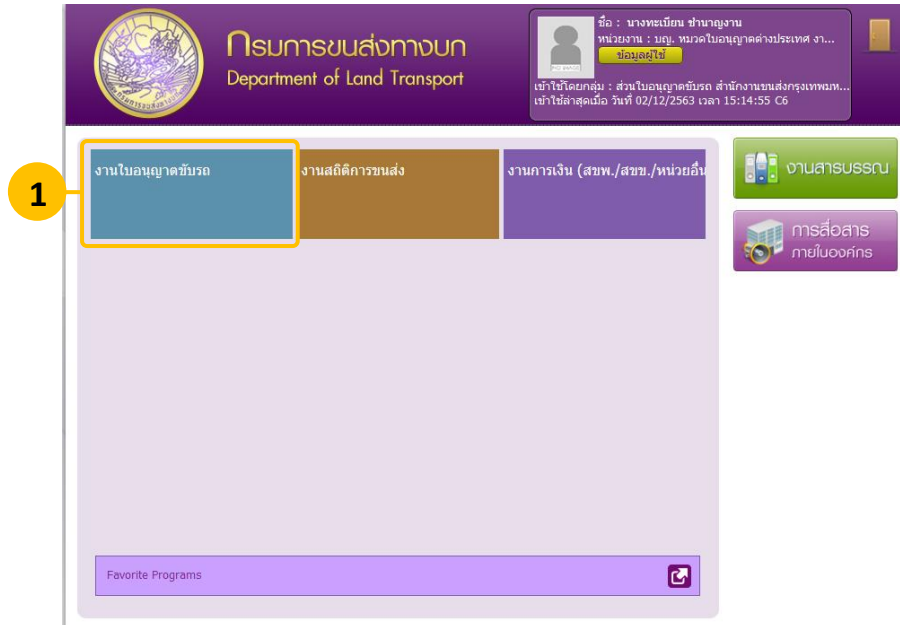 กรมการขนส่งทางบก
Department of Land Transport
ชื่อ : นางทะเบียน ชำนาญงาน
หน่วยงาน : บญ. หมวดใบอนุญาตต่างประเทศ งา...
ข้อมูลผู้ใช้
เข้าใช้โดยกลุ่ม : ส่วนใบอนุญาตขับรถ สำนักงานขนส่งกรุงเทพมห...
เข้าใช้ล่าสุดเมื่อ วันที่ 02/12/2563 เวลา 15:14:55 C6
1
งานใบอนุญาตขับรถ
งานสถิติการขนส่ง
งานการเงิน (สขพ./สขข./หน่วยอื่น
งานสารบรรณ
การสื่อสาร
ภายในองค์กร
Favorite Programs